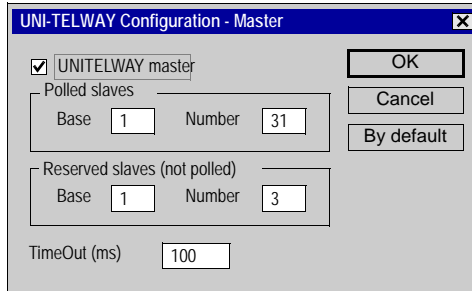 UNI-TELWAY Configuration - Master
UNITELWAY master
OK
Polled slaves
Cancel
Base 1 Number 31
By default
Reserved slaves (not polled)
Base 1 Number 3
TimeOut (ms) 100